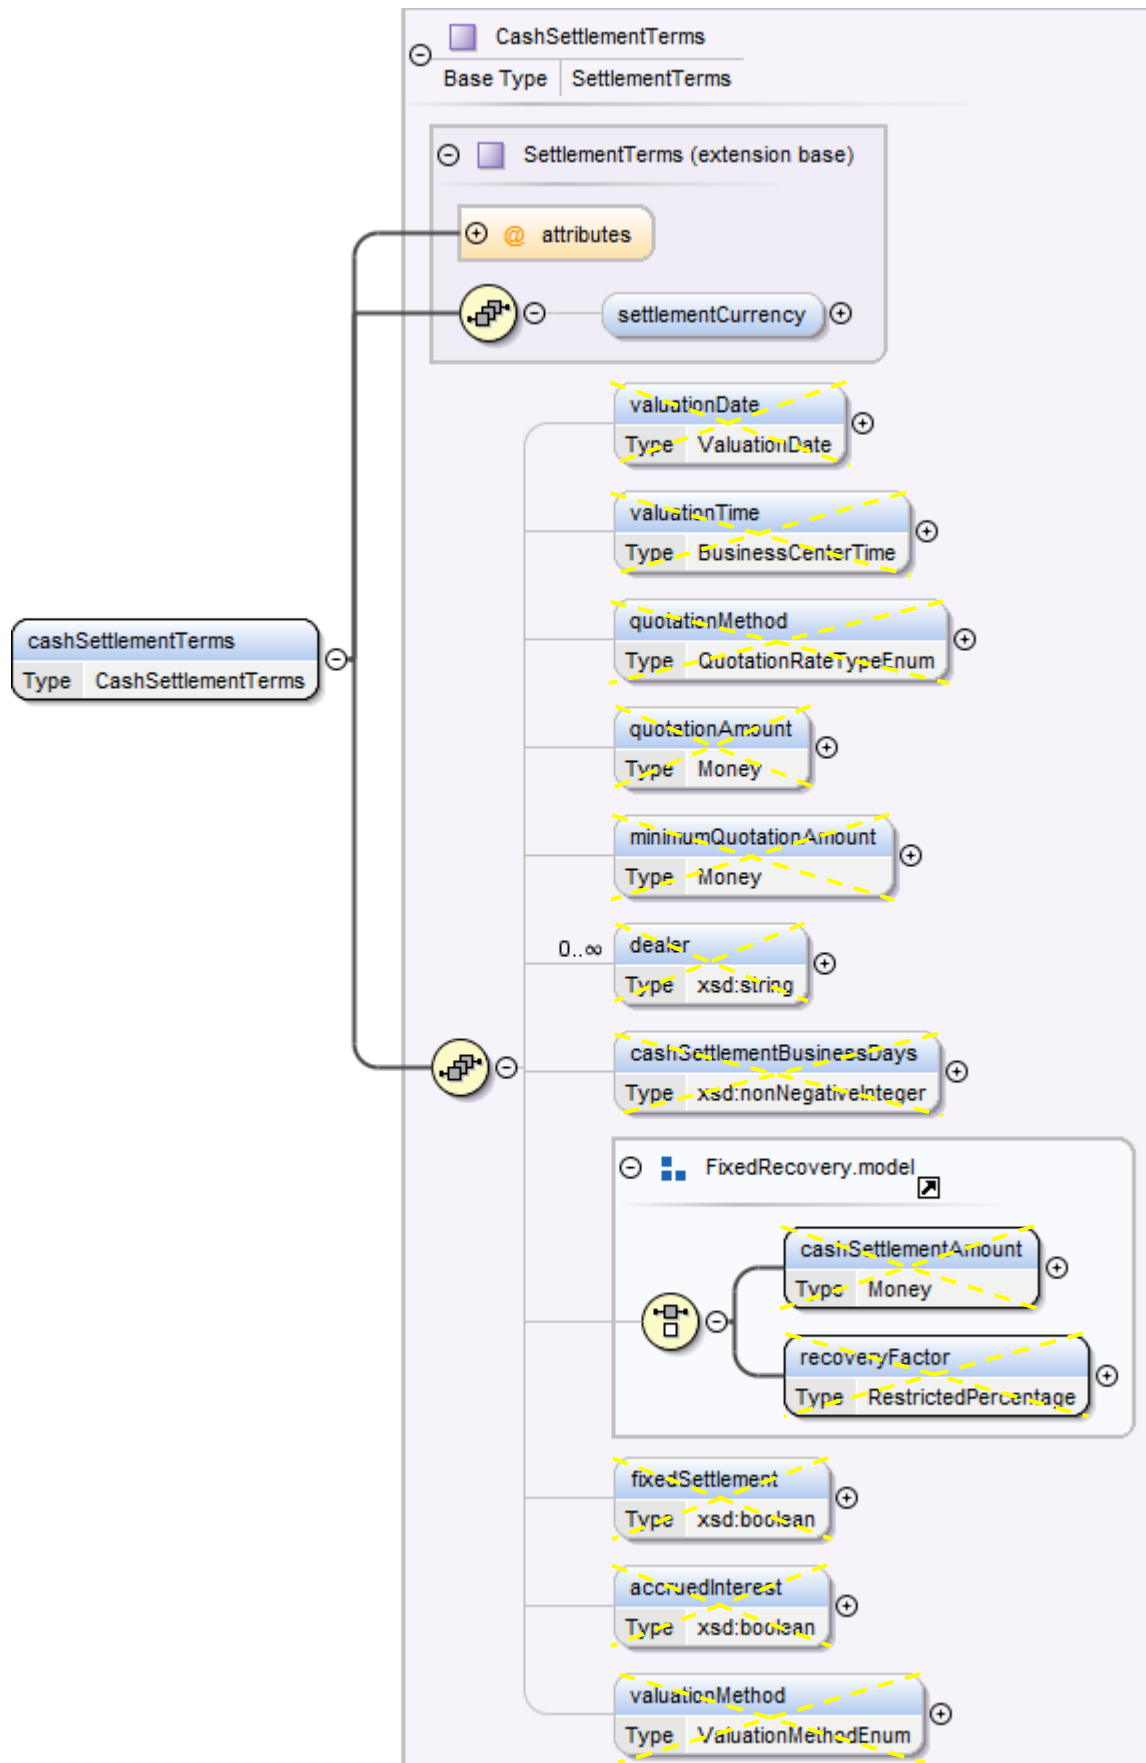 CashSettlementTerms
Base Type SettlementTerms
SettlementTerms (extension base)
@ attributes
settlementCurrency
valuationDate
Type ValuationDate
valuationTime
Type BusinessCenterTime
quotationMethod
Type QuotationRateTypeEnum
cashSettlementTerms
Type CashSettlementTerms
quotationAmount
Type Money
minimumQuotationAmount
Type Money
0..∞
dealer
Type xsd:string
cashSettlementBusinessDays
Type xsd:nonNegativeInteger
FixedRecovery.model
cashSettlementAmount
Type Money
recoveryFactor
Type RestrictedPercentage
fixedSettlement
Type xsd:boolean
accruedInterest
Type xsd:boolean
valuationMethod
Type ValuationMethodEnum